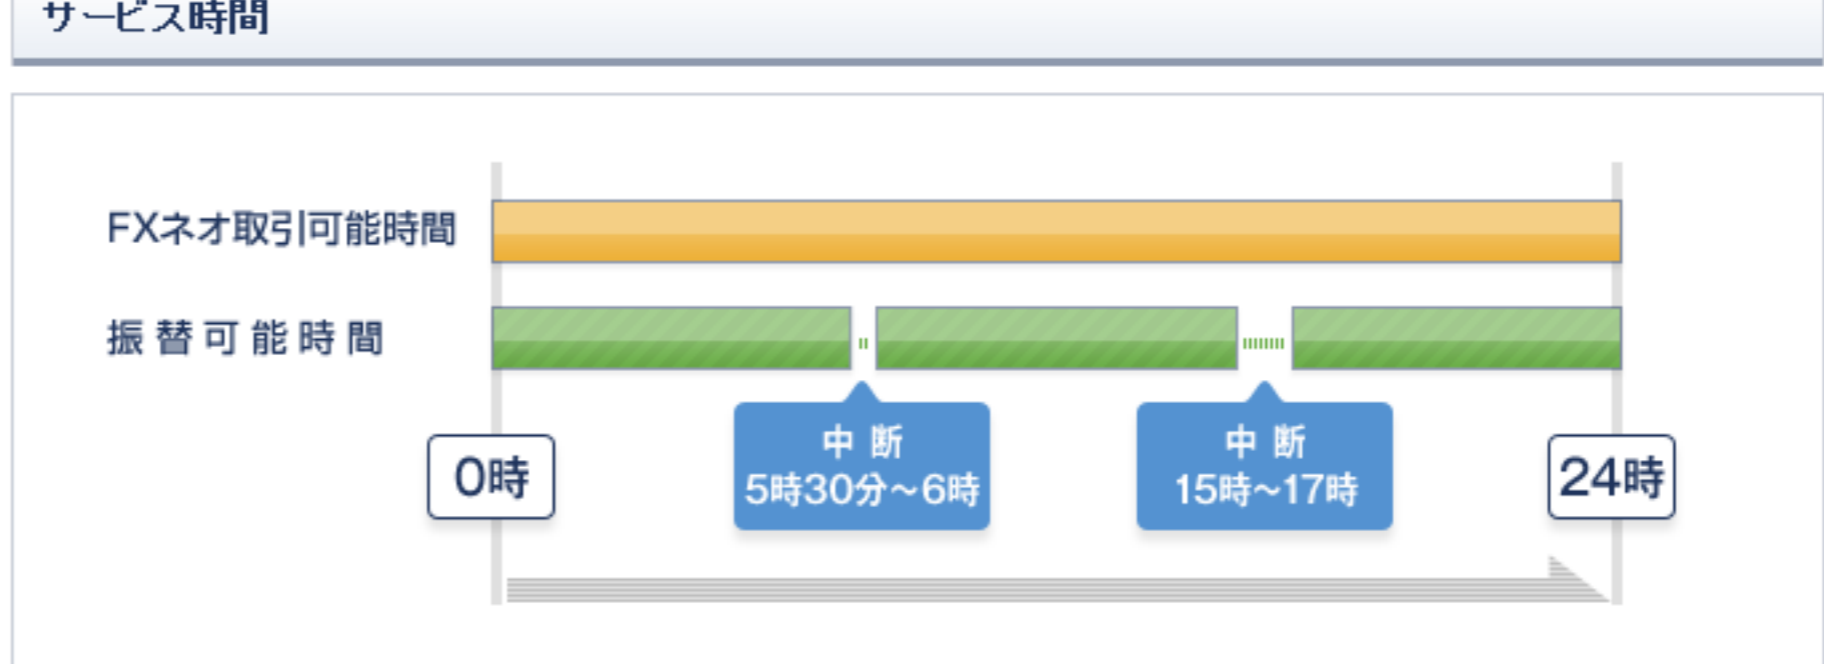 サービス時間
FXネオ取引可能時間
振替可能時間
中断
5時30分～6時
中断
15時～17時
0時
24時